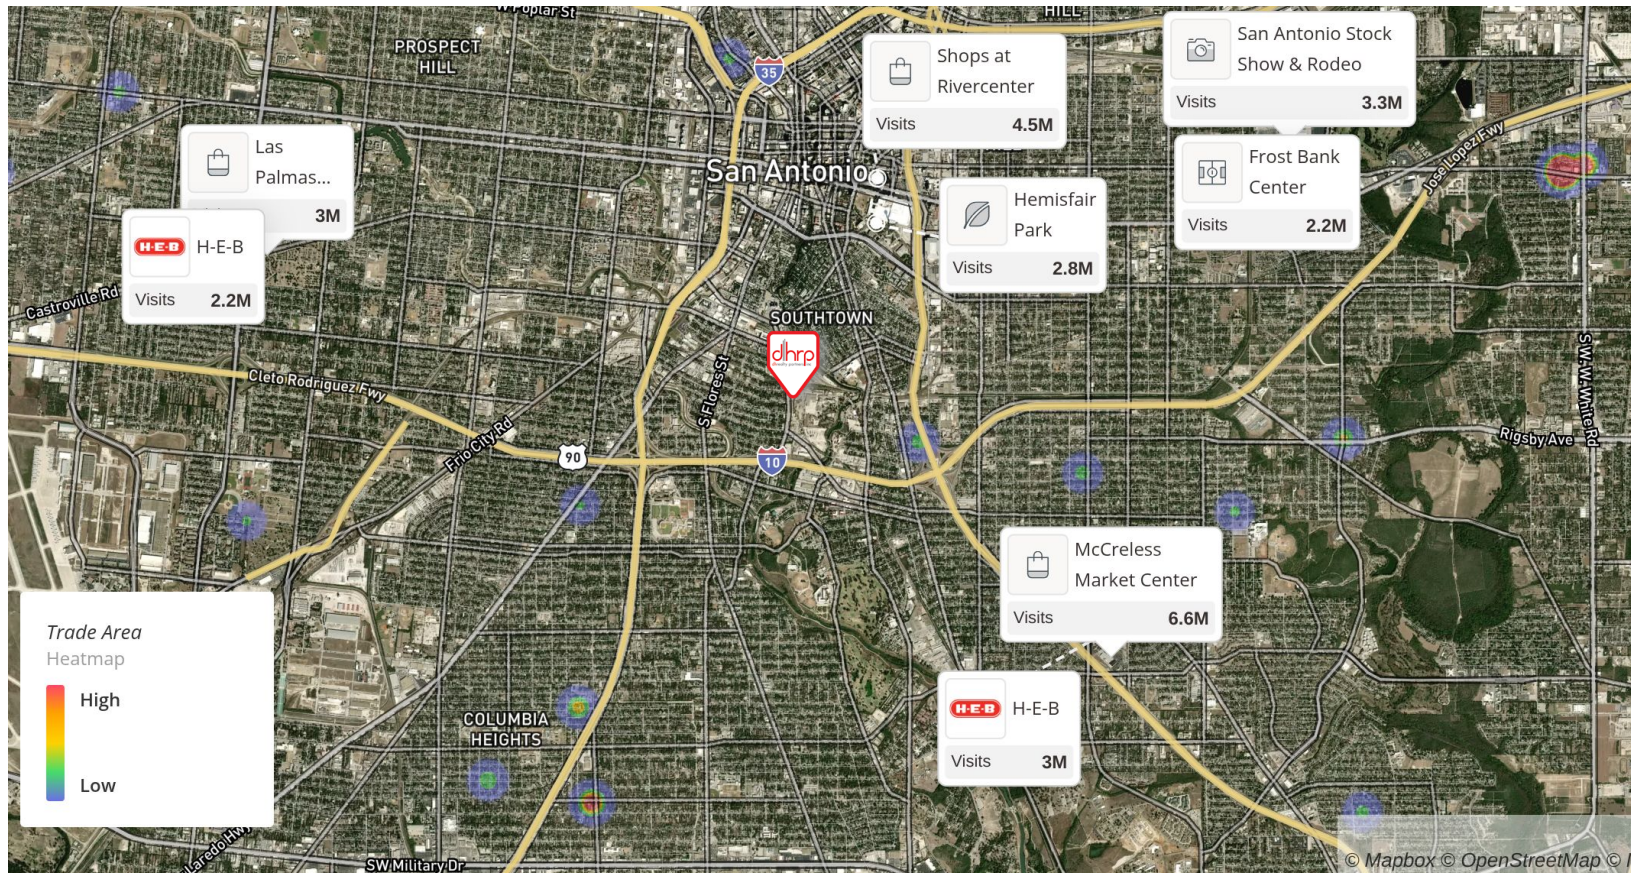 W Poplar St
HILL
PROSPECT
HILL
35
Shops at
Rivercenter
Visits 4.5M
San Antonio Stock
Show & Rodeo
Visits 3.3M
Las
Palmas...
3M
San Antonio
Jose Lopez Fwy
Frost Bank
Center
Visits 2.2M
H-E-B H-E-B
Visits 2.2M
Hemisfair
Park
Visits 2.8M
Castroville Rd
SOUTHTOWN
dlhrp
Cleto Rodriguez Fwy
S Flores St
S W.W. White Rd
Frio City Rd
90
10
Rigsby Ave
McCreless
Market Center
Visits 6.6M
Trade Area
Heatmap
High
Low
H-E-B H-E-B
Visits 3M
COLUMBIA
HEIGHTS
Laredo Hwy
SW Military Dr
© Mapbox © OpenStreetMap ©